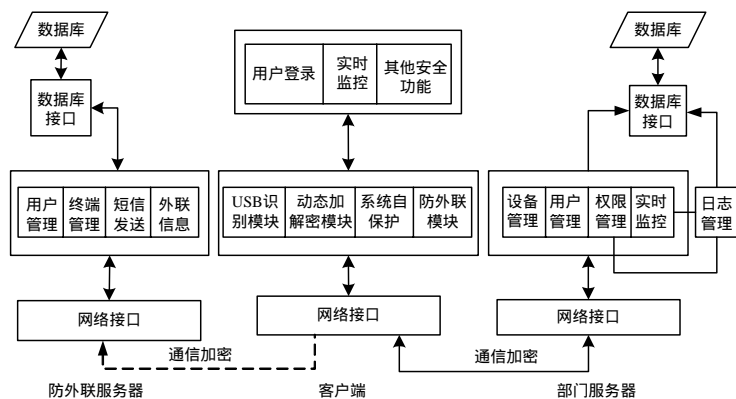 数据库
数据库
接口
用户
管理
终端
管理
短信
发送
外联
信息
网络接口
防外联服务器
用户登录
实时
监控
其他安全
功能
USB识
别模块
动态加
解密模块
系统自
保护
防外联
模块
网络接口
通信加密
客户端
数据库
数据库
接口
设备
管理
用户
管理
权限
管理
实时
监控
日志
管理
网络接口
通信加密
部门服务器